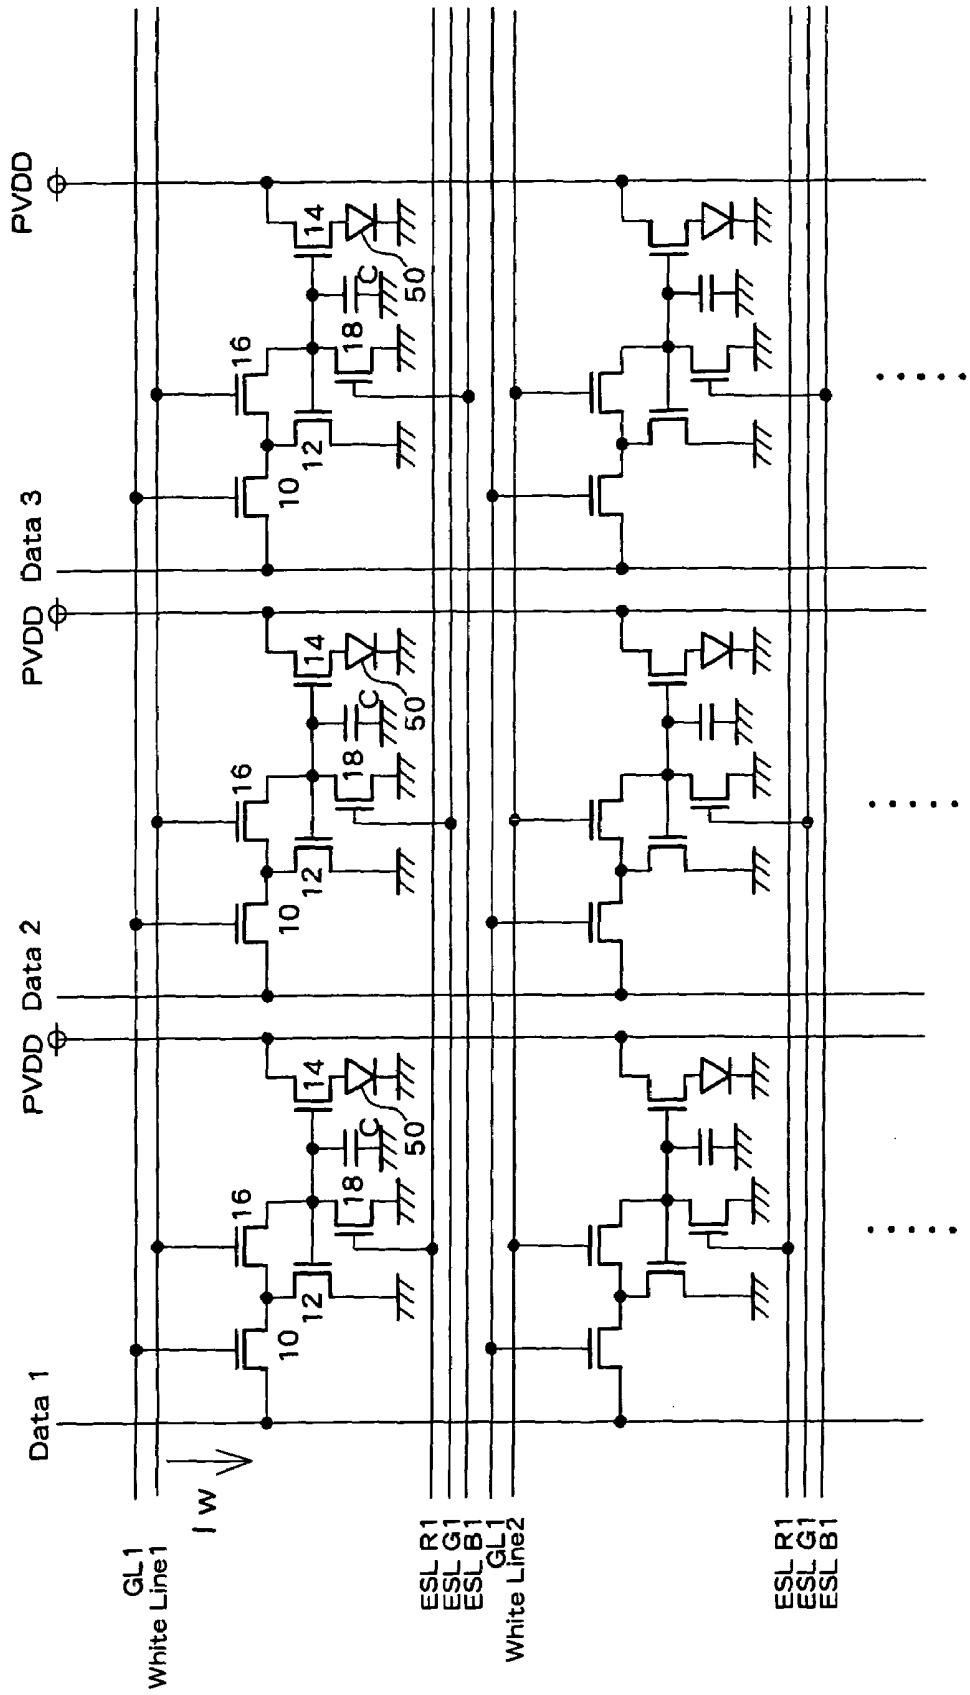 PVDD
Data 3
PVDD
Data 2
PVDD
Data 1
GL1
White Line1
I W
10
16
12
18
14
C
50
10
16
12
18
14
C
50
10
16
12
18
14
C
50
ESL R1
ESL G1
ESL B1
GL1
White Line2
ESL R1
ESL G1
ESL B1